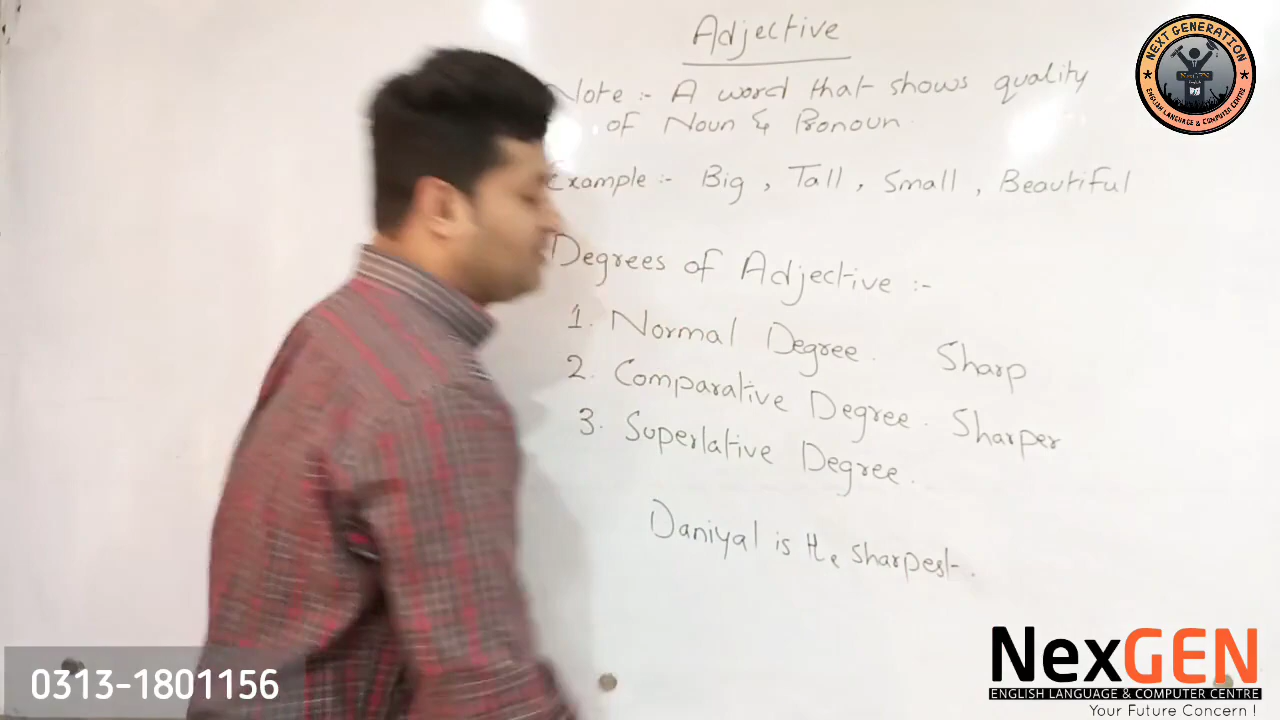 Adjective
Note :- A word that shows quality
of Noun & Pronoun.
Example :- Big , Tall , Small , Beautiful
Degrees of Adjective :-
1. Normal Degree. Sharp
2. Comparative Degree. Sharper
3. Superlative Degree.
Daniyal is the sharpest.
NEXT GENERATION
NexGEN
ENGLISH LANGUAGE & COMPUTER CENTRE
0313-1801156
NexGEN
ENGLISH LANGUAGE & COMPUTER CENTRE
Your Future Concern !